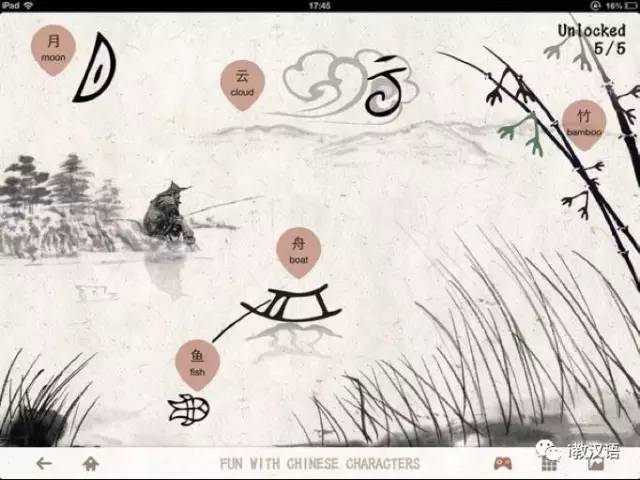 iPad
17:45
16%
Unlocked
5/5
月
moon
云
cloud
竹
bamboo
舟
boat
鱼
fish
FUN WITH CHINESE CHARACTERS
i教汉语